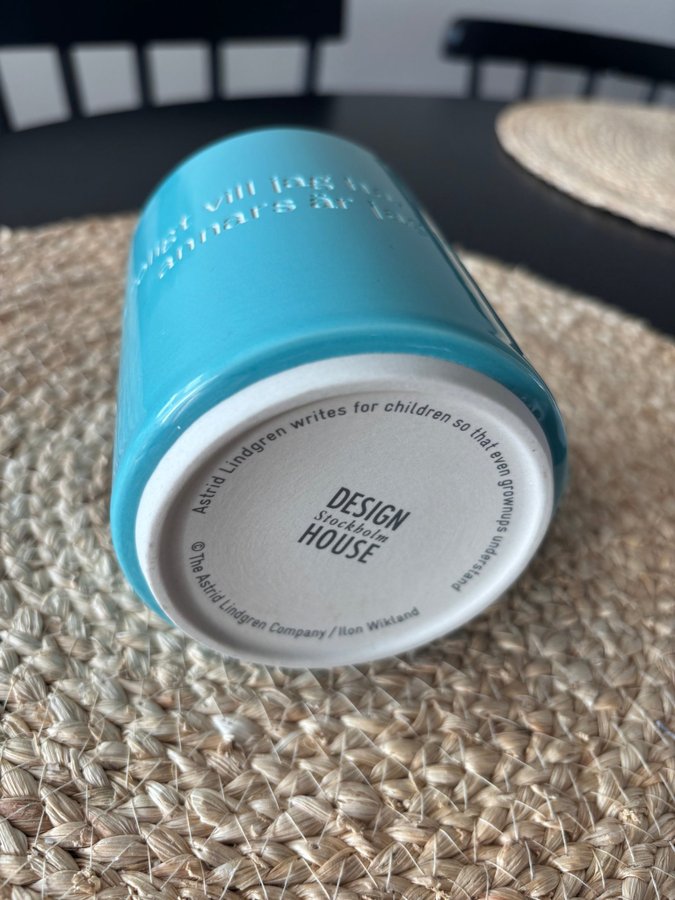 vill jag
annars är
Astrid Lindgren writes for children so that even grownups understand
DESIGN
Stockholm
HOUSE
© The Astrid Lindgren Company / Ilon Wikland